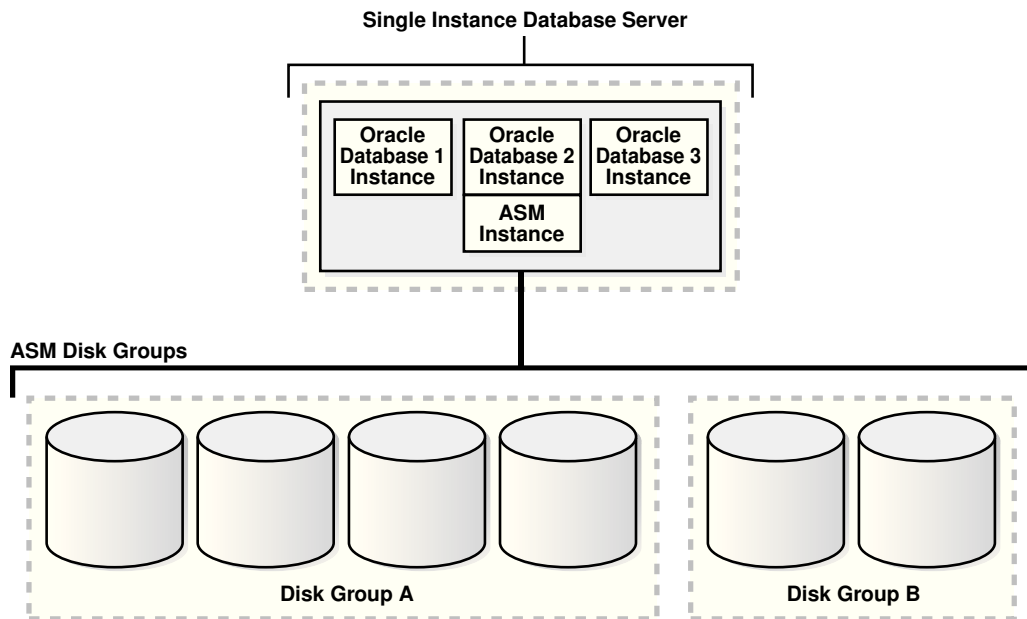 Single Instance Database Server
Oracle
Database 1
Instance
Oracle
Database 2
Instance
Oracle
Database 3
Instance
ASM
Instance
ASM Disk Groups
Disk Group A
Disk Group B